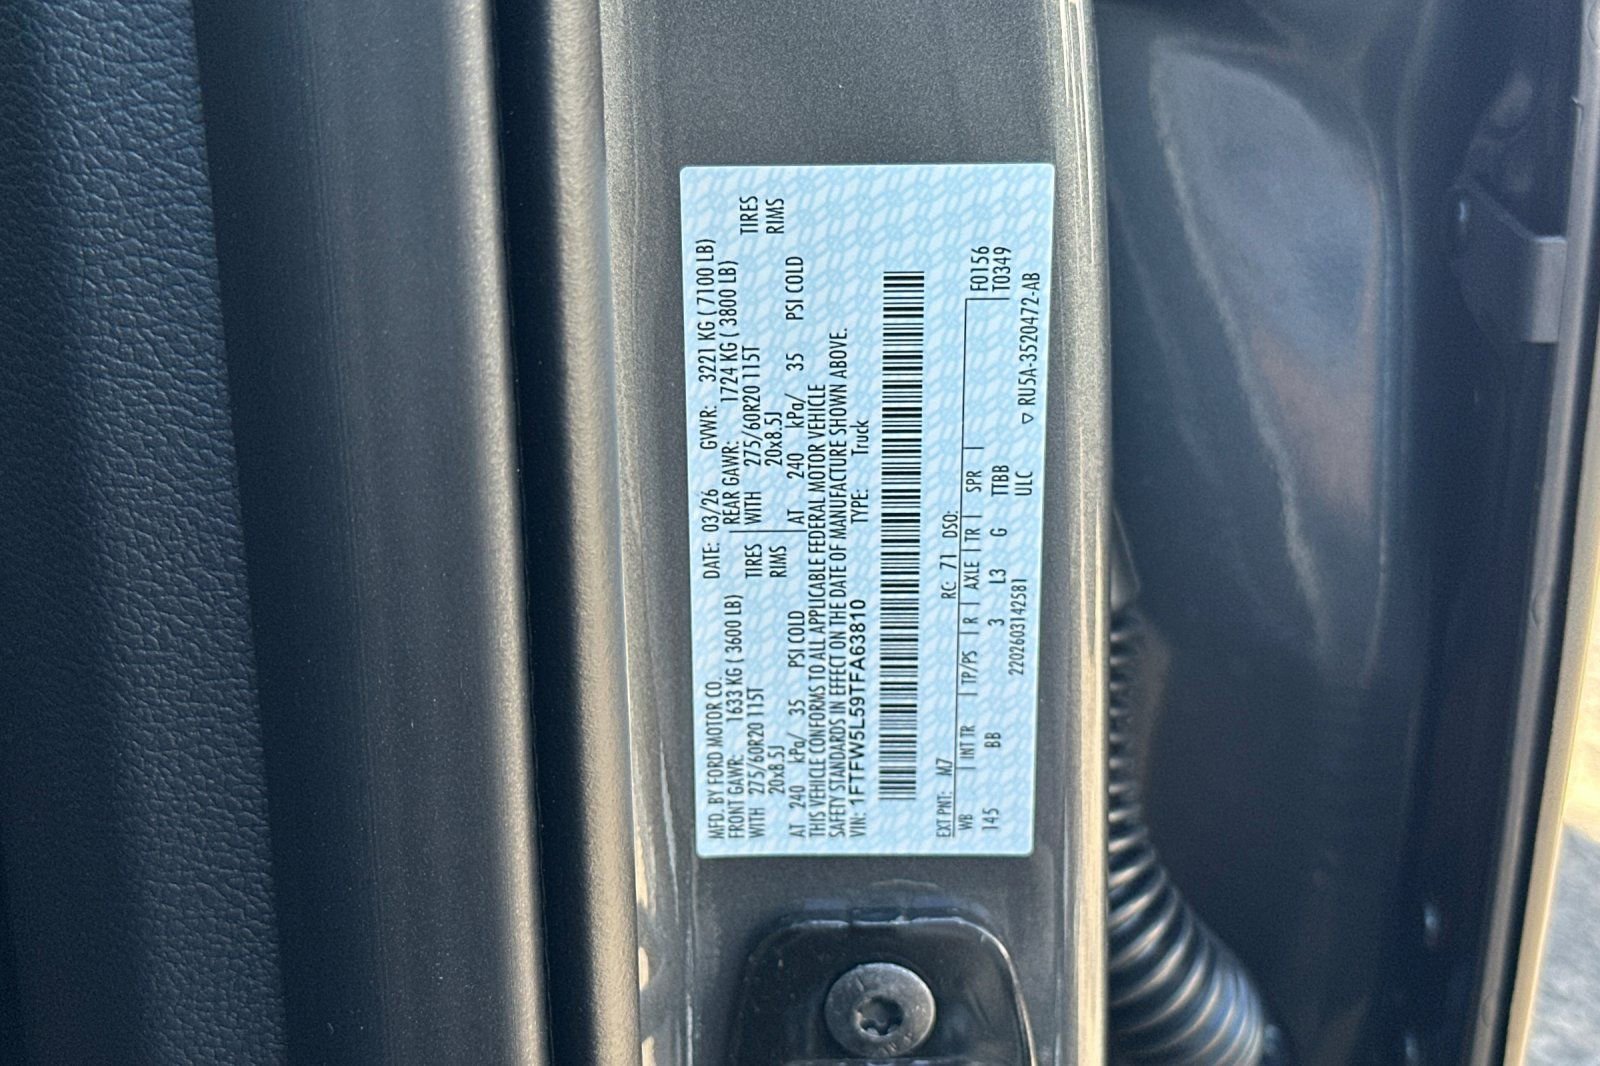 MFD. BY FORD MOTOR CO. DATE: 03/26 GVWR: 3221 KG ( 7100 LB)
FRONT GAWR: 1633 KG ( 3600 LB) REAR GAWR: 1724 KG ( 3800 LB)
WITH 275/60R20 115T TIRES WITH 275/60R20 115T TIRES
20x8.5J RIMS 20x8.5J RIMS
AT 240 kPa/ 35 PSI COLD AT 240 kPa/ 35 PSI COLD
THIS VEHICLE CONFORMS TO ALL APPLICABLE FEDERAL MOTOR VEHICLE
SAFETY STANDARDS IN EFFECT ON THE DATE OF MANUFACTURE SHOWN ABOVE.
VIN: 1FTFW5L59TFA63810 TYPE: Truck
EXT PNT: M7 RC: 71 DSO:
WB INT TR TP/PS R AXLE TR SPR F0156
145 BB 3 L3 G TTBB T0349
220260314258I ULC ▽ RU5A-3520472-AB